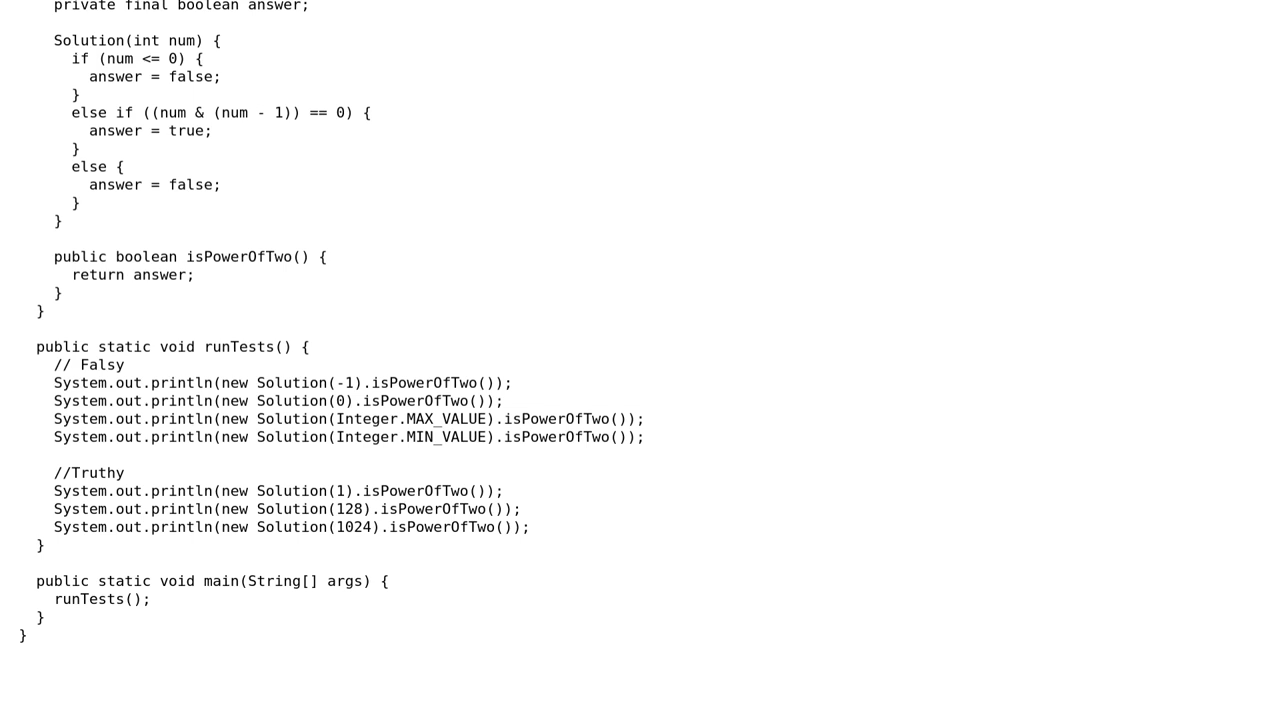 private final boolean answer;
Solution(int num) {
if (num <= 0) {
answer = false;
}
else if ((num & (num - 1)) == 0) {
answer = true;
}
else {
answer = false;
}
}
public boolean isPowerOfTwo() {
return answer;
}
}
public static void runTests() {
// Falsy
System.out.println(new Solution(-1).isPowerOfTwo());
System.out.println(new Solution(0).isPowerOfTwo());
System.out.println(new Solution(Integer.MAX_VALUE).isPowerOfTwo());
System.out.println(new Solution(Integer.MIN_VALUE).isPowerOfTwo());
//Truthy
System.out.println(new Solution(1).isPowerOfTwo());
System.out.println(new Solution(128).isPowerOfTwo());
System.out.println(new Solution(1024).isPowerOfTwo());
}
public static void main(String[] args) {
runTests();
}
}